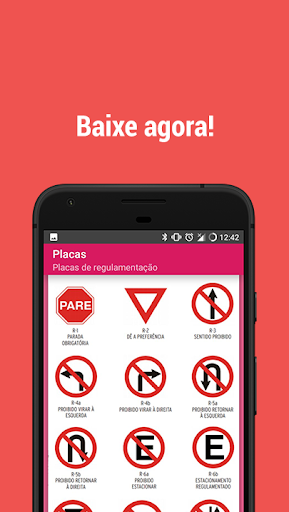 Baixe agora!
12:42
Placas
Placas de regulamentação
PARE
R-1
PARADA
OBRIGATÓRIA
R-2
DÊ A PREFERÊNCIA
R-3
SENTIDO PROIBIDO
R-4a
PROIBIDO VIRAR À
ESQUERDA
R-4b
PROIBIDO VIRAR À DIREITA
R-5a
PROIBIDO RETORNAR
À ESQUERDA
R-5b
PROIBIDO RETORNAR
À DIREITA
E
R-6a
PROIBIDO
ESTACIONAR
E
R-6b
ESTACIONAMENTO
REGULAMENTADO